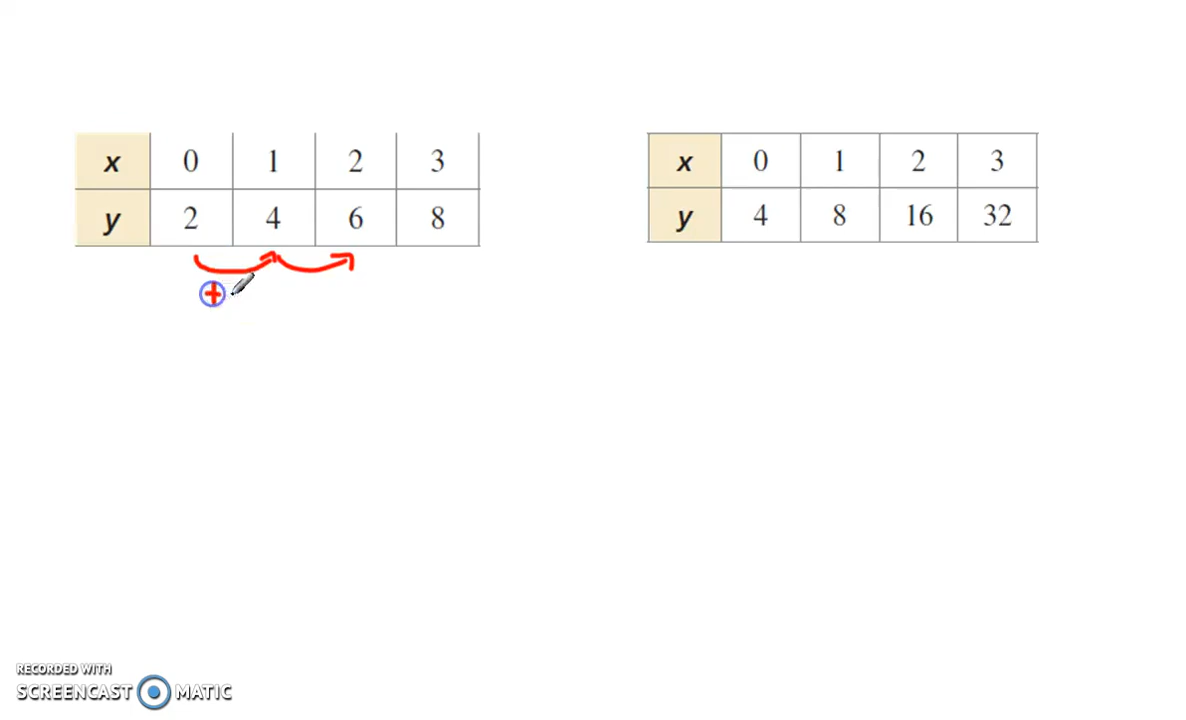 x 0 1 2 3
y 2 4 6 8
+
x 0 1 2 3
y 4 8 16 32
RECORDED WITH
SCREENCAST MATIC